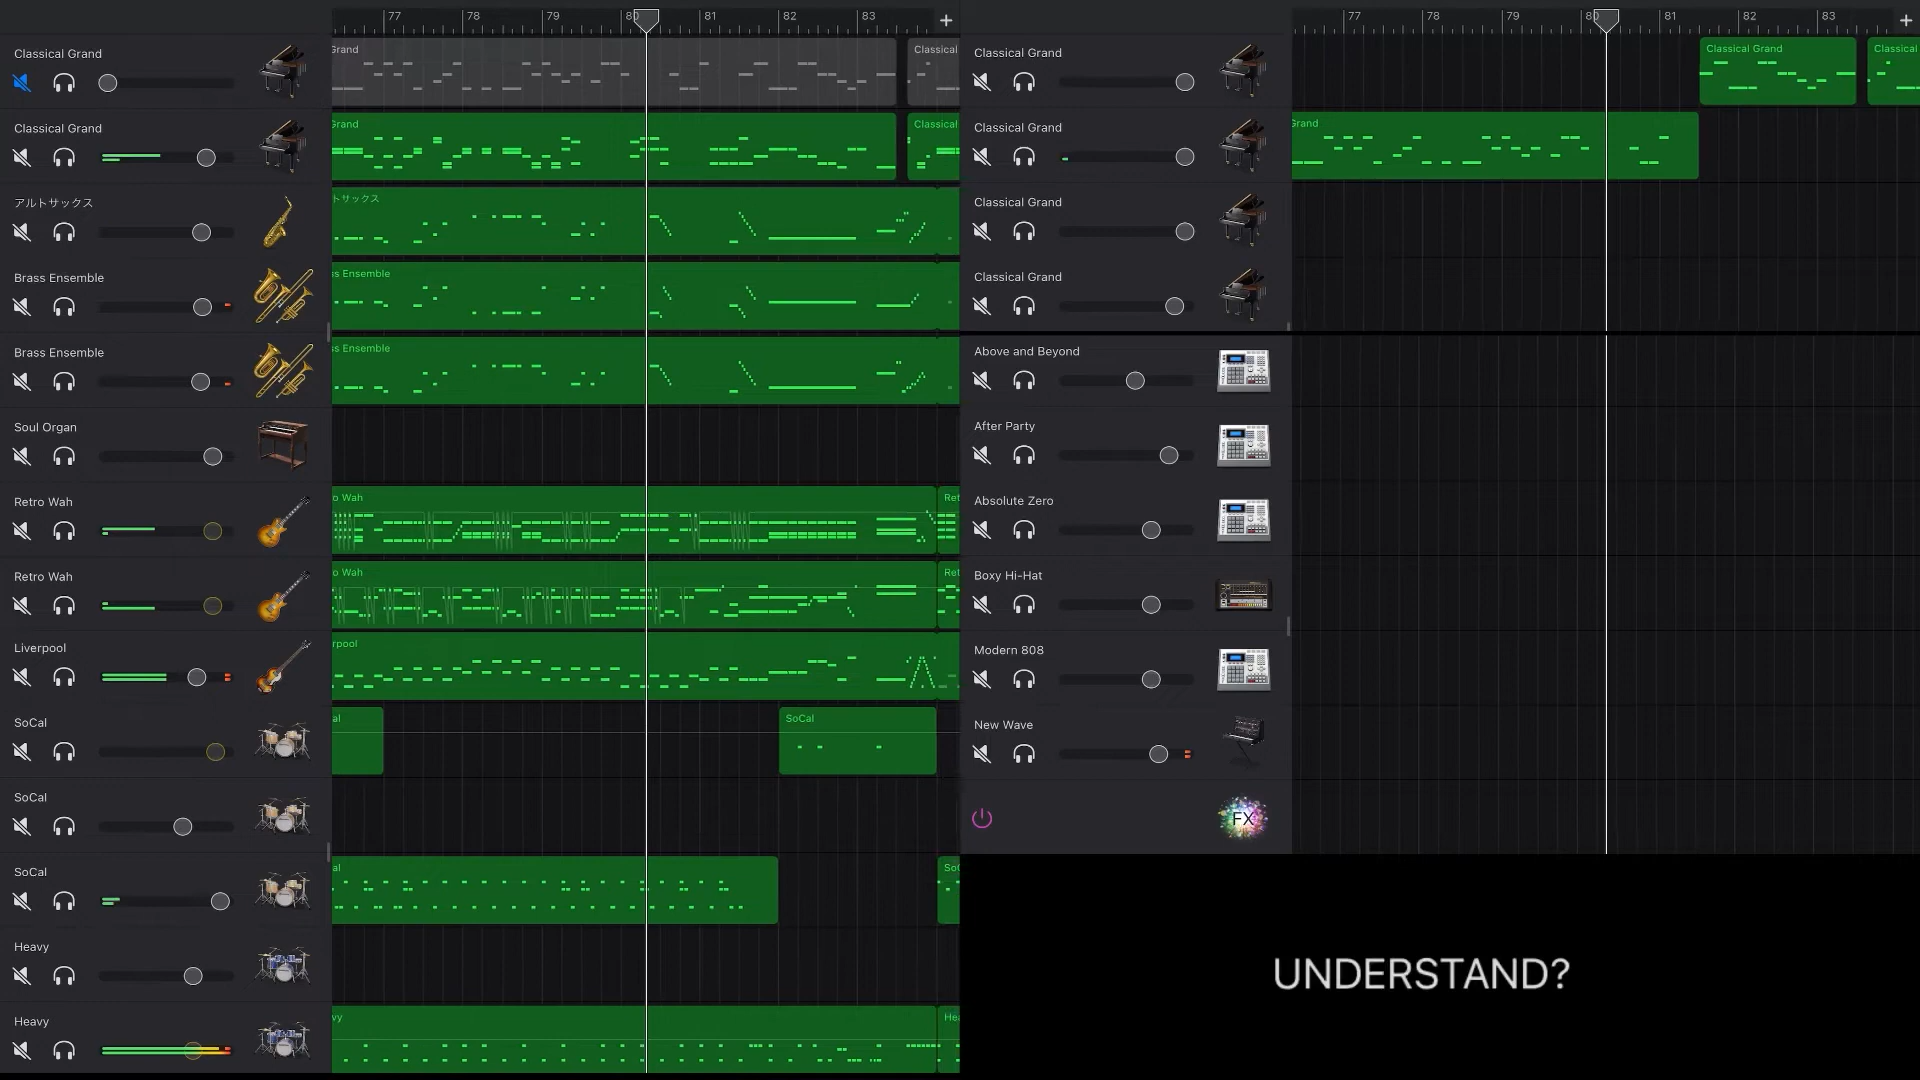 77 78 79 80 81 82 83
Classical Grand
Grand
Classical
Classical Grand
Grand
Classical
アルトサックス
トサックス
Brass Ensemble
s Ensemble
Brass Ensemble
s Ensemble
Soul Organ
Retro Wah
o Wah
Ret
Retro Wah
o Wah
Ret
Liverpool
rpool
SoCal
al
SoCal
SoCal
SoCal
al
SoC
Heavy
Heavy
vy
Hea
77 78 79 80 81 82 83
Classical Grand
Classical Grand
Classical
Classical Grand
Grand
Classical Grand
Classical Grand
Above and Beyond
After Party
Absolute Zero
Boxy Hi-Hat
Modern 808
New Wave
FX
UNDERSTAND?